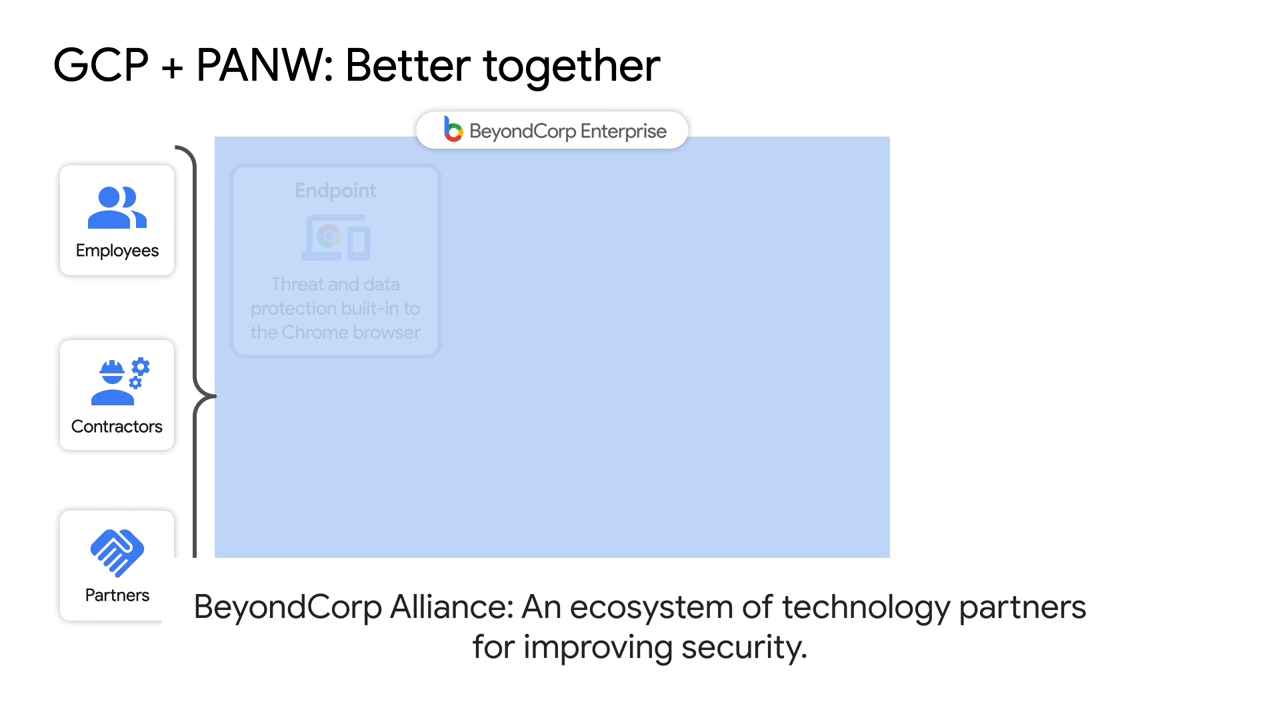 GCP + PANW: Better together
BeyondCorp Enterprise
Employees
Endpoint
Threat and data
protection built-in to
the Chrome browser
Contractors
Partners
BeyondCorp Alliance: An ecosystem of technology partners
for improving security.